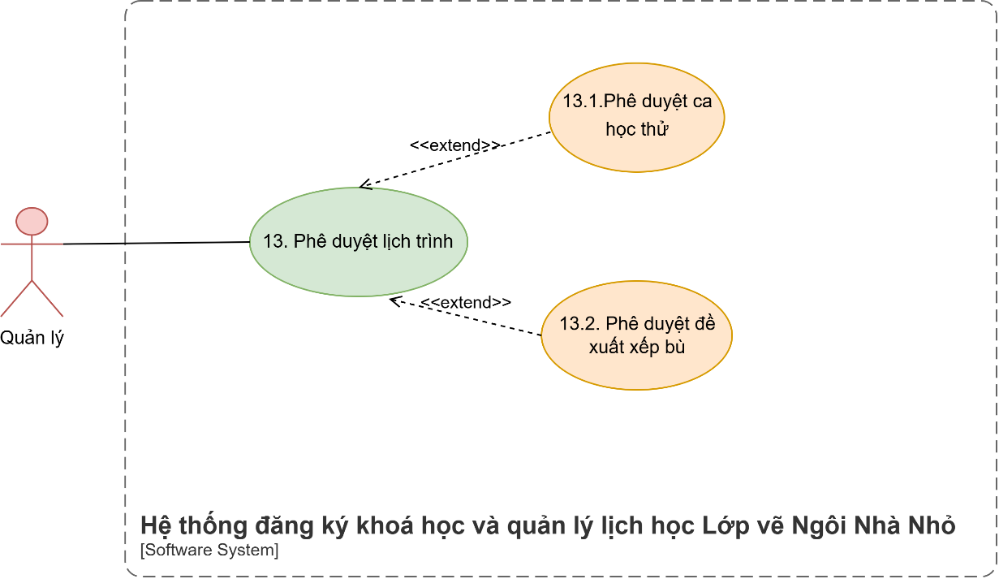 13.1.Phê duyệt ca
học thử
<<extend>>
13. Phê duyệt lịch trình
<<extend>>
13.2. Phê duyệt đề
xuất xếp bù
Quản lý
Hệ thống đăng ký khoá học và quản lý lịch học Lớp vẽ Ngôi Nhà Nhỏ
[Software System]